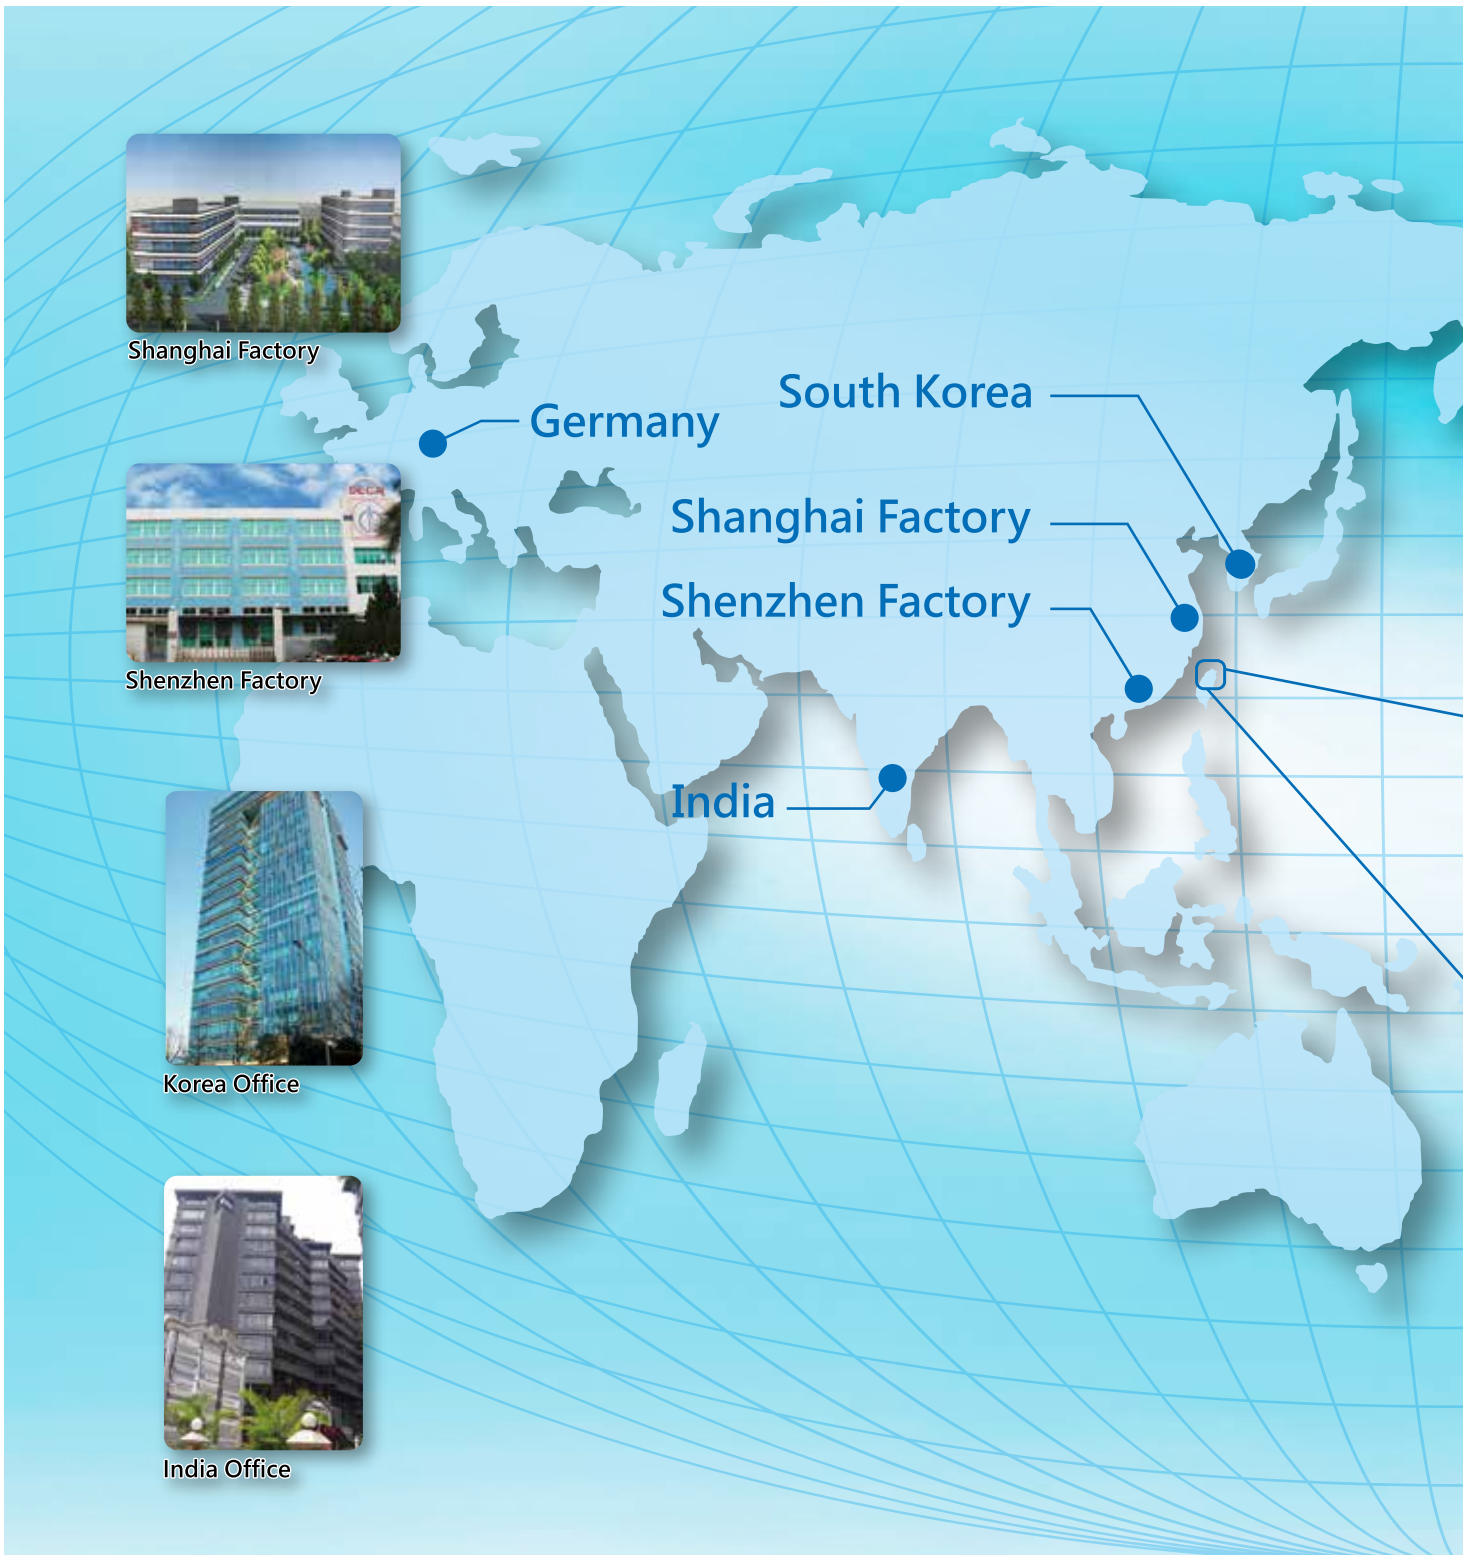 Shanghai Factory
Germany
South Korea
Shanghai Factory
Shenzhen Factory
Shenzhen Factory
India
Korea Office
India Office